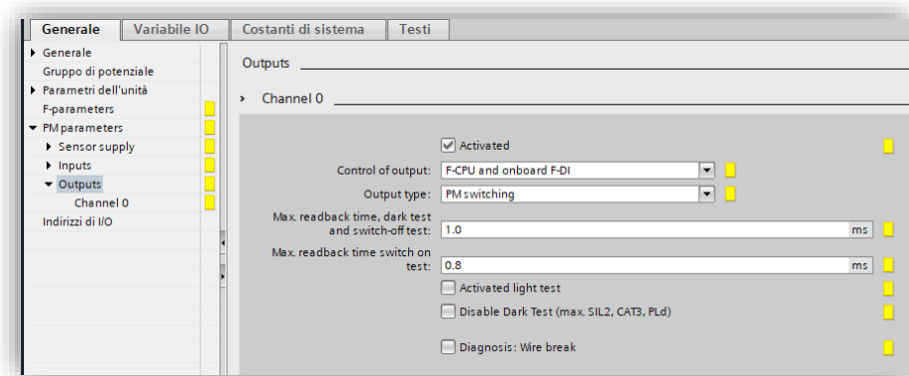 Generale Variabile IO Costanti di sistema Testi
Generale
Gruppo di potenziale
Parametri dell'unità
F-parameters
PM parameters
Sensor supply
Inputs
Outputs
Channel 0
Indirizzi di I/O
Outputs
Channel 0
Activated
Control of output: F-CPU and onboard F-DI
Output type: PM switching
Max. readback time, dark test
and switch-off test: 1.0 ms
Max. readback time switch on
test: 0.8 ms
Activated light test
Disable Dark Test (max. SIL2, CAT3, PLd)
Diagnosis: Wire break